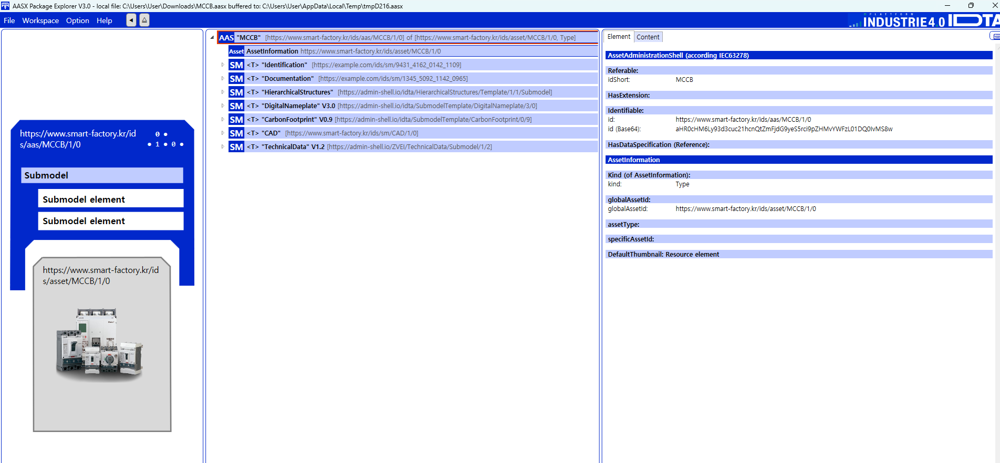 AASX Package Explorer V3.0 - local file: C:\Users\User\Downloads\MCCB.aasx buffered to: C:\Users\User\AppData\Local\Temp\tmpD216.aasx
File Workspace Option Help
PLATTFORM
INDUSTRIE4.0 IDTA
https://www.smart-factory.kr/id
s/aas/MCCB/1/0
0
1 0
Submodel
Submodel element
Submodel element
https://www.smart-factory.kr/id
s/asset/MCCB/1/0
AAS "MCCB" [https://www.smart-factory.kr/ids/aas/MCCB/1/0] of [https://www.smart-factory.kr/ids/asset/MCCB/1/0, Type]
Asset AssetInformation https://www.smart-factory.kr/ids/asset/MCCB/1/0
SM <T> "Identification" [https://example.com/ids/sm/9431_4162_0142_1109]
SM <T> "Documentation" [https://example.com/ids/sm/1345_5092_1142_0965]
SM <T> "HierarchicalStructures" [https://admin-shell.io/idta/HierarchicalStructures/Template/1/1/Submodel]
SM <T> "DigitalNameplate" V3.0 [https://admin-shell.io/idta/SubmodelTemplate/DigitalNameplate/3/0]
SM <T> "CarbonFootprint" V0.9 [https://admin-shell.io/idta/SubmodelTemplate/CarbonFootprint/0/9]
SM <T> "CAD" [https://www.smart-factory.kr/sm/CAD/1/0]
SM <T> "TechnicalData" V1.2 [https://admin-shell.io/ZVEI/TechnicalData/Submodel/1/2]
Element Content
AssetAdministrationShell (according IEC63278)
Referable:
idShort: MCCB
HasExtension:
Identifiable:
id: https://www.smart-factory.kr/ids/aas/MCCB/1/0
id (Base64): aHR0cHM6Ly93d3cuc21hcnQtZmFjdG9yeS5rci9pZHMvYWFzL01DQ0IvMS8w
HasDataSpecification (Reference):
AssetInformation
Kind (of AssetInformation):
kind: Type
globalAssetId:
globalAssetId: https://www.smart-factory.kr/ids/asset/MCCB/1/0
assetType:
specificAssetId:
DefaultThumbnail: Resource element